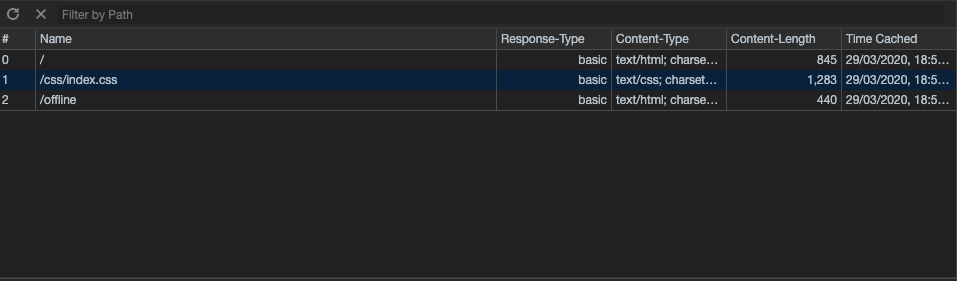 Filter by Path
# Name Response-Type Content-Type Content-Length Time Cached
0 / basic text/html; charse… 845 29/03/2020, 18:5…
1 /css/index.css basic text/css; charset… 1,283 29/03/2020, 18:5…
2 /offline basic text/html; charse… 440 29/03/2020, 18:5…